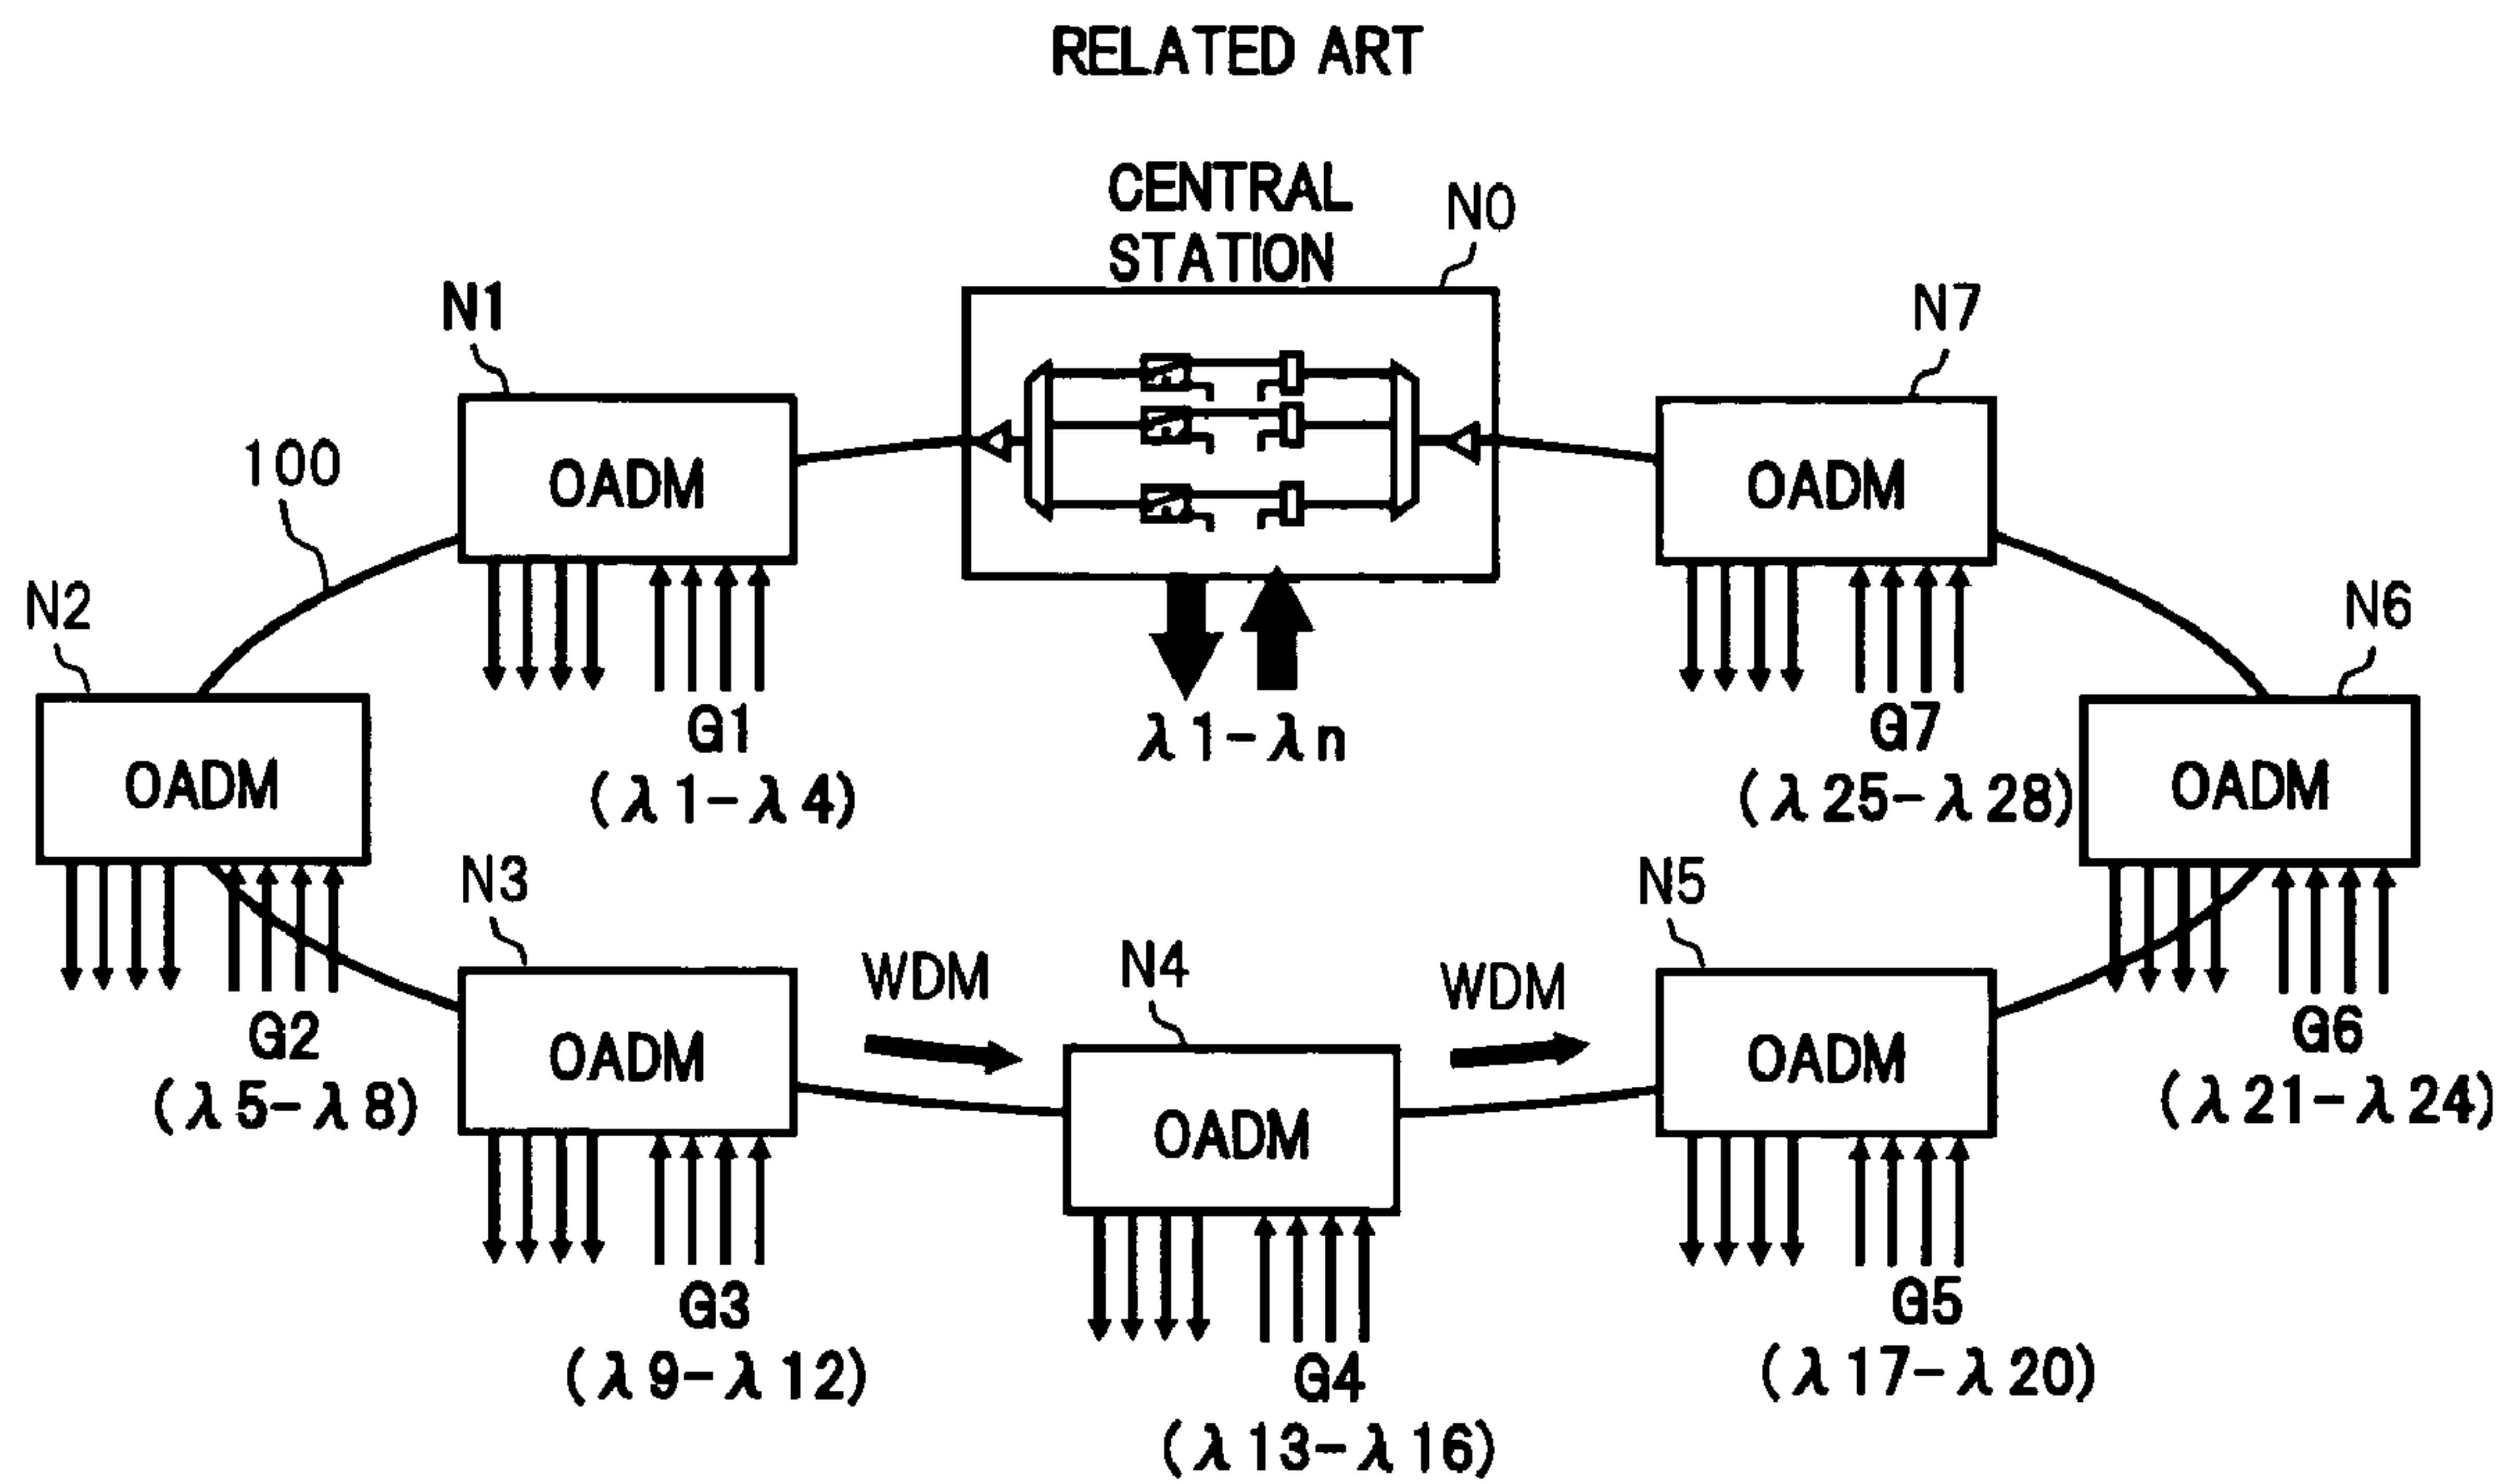 RELATED ART
CENTRAL
STATION
N0
N1
OADM
G1
(λ1-λ4)
100
λ1-λn
N7
OADM
G7
(λ25-λ28)
N2
OADM
G2
(λ5-λ8)
N6
OADM
G6
(λ21-λ24)
N3
OADM
G3
(λ9-λ12)
WDM
N4
OADM
G4
(λ13-λ16)
WDM
N5
OADM
G5
(λ17-λ20)